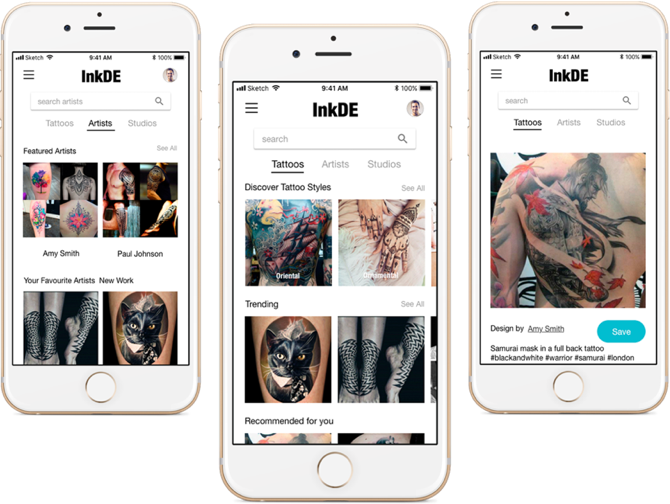 Sketch 9:41 AM 100%
InkDE
search artists
Tattoos Artists Studios
Featured Artists See All
Amy Smith Paul Johnson
Your Favourite Artists New Work
Sketch 9:41 AM 100%
InkDE
search
Tattoos Artists Studios
Discover Tattoo Styles See All
Oriental Ornamental
Trending See All
Recommended for you
Sketch 9:41 AM 100%
InkDE
search
Tattoos Artists Studios
Design by Amy Smith Save
Samurai mask in a full back tattoo
#blackandwhite #warrior #samurai #london